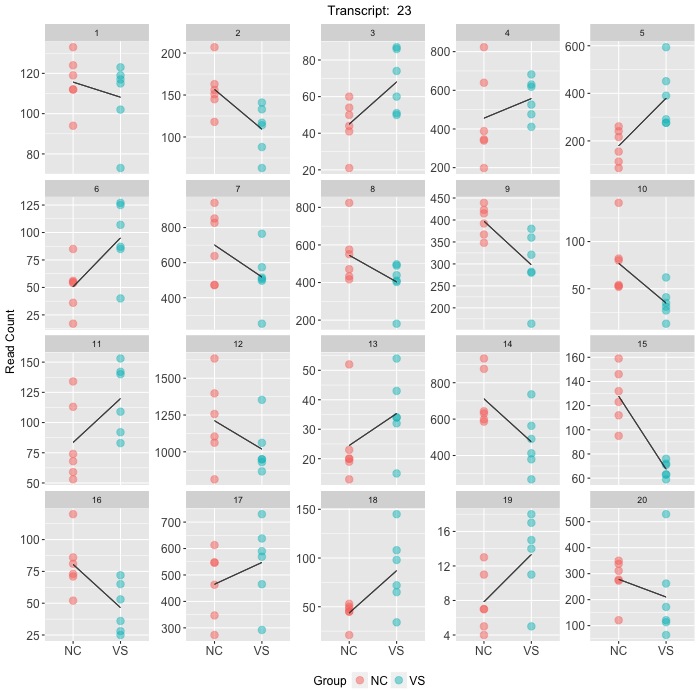 Transcript: 23
1 2 3 4 5
120 100 80
200 150 100
80 60 40 20
800 600 400 200
600 400 200
6 7 8 9 10
125 100 75 50 25
800 600 400
800 600 400 200
450 400 350 300 250 200
100 50
Read Count
11 12 13 14 15
150 125 100 75 50
1500 1250 1000
50 40 30 20
800 600 400
160 140 120 100 80 60
16 17 18 19 20
100 75 50 25
700 600 500 400 300
150 100 50
16 12 8 4
500 400 300 200 100
NC VS NC VS NC VS NC VS NC VS
Group NC VS